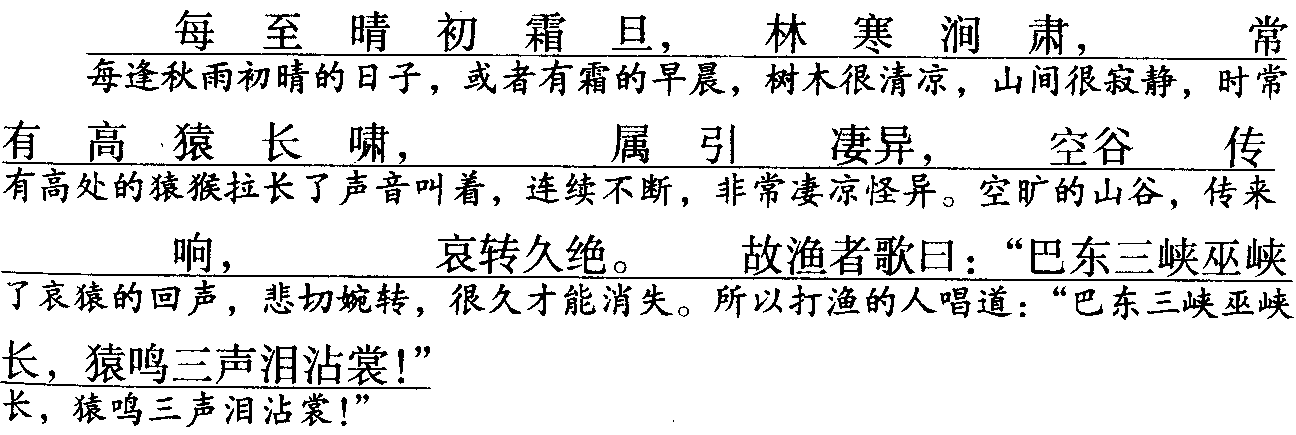 每至晴初霜旦，林寒涧肃，常
每逢秋雨初晴的日子，或者有霜的早晨，树木很清凉，山间很寂静，时常
有高猿长啸，属引凄异，空谷传
有高处的猿猴拉长了声音叫着，连续不断，非常凄凉怪异。空旷的山谷，传来
响，哀转久绝。故渔者歌曰：“巴东三峡巫峡
了哀猿的回声，悲切婉转，很久才能消失。所以打渔的人唱道：“巴东三峡巫峡
长，猿鸣三声泪沾裳！”
长，猿鸣三声泪沾裳！”